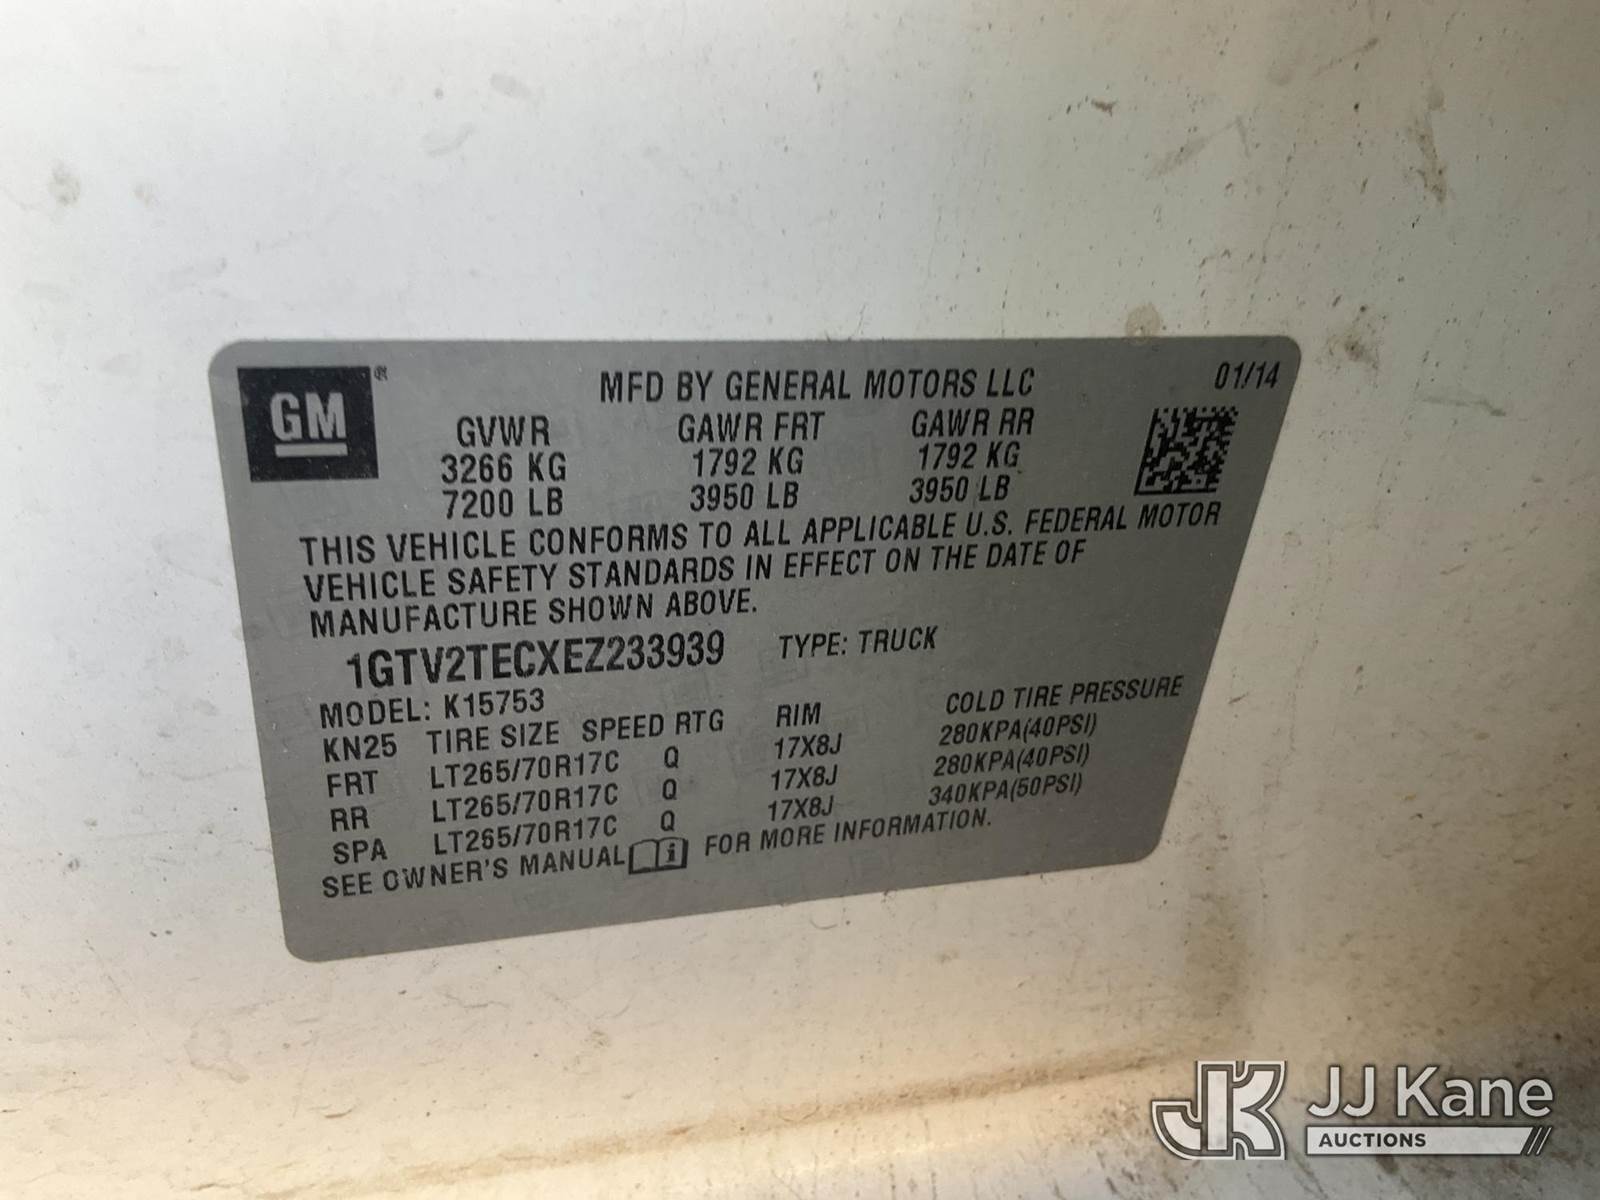 GM®
MFD BY GENERAL MOTORS LLC 01/14
GVWR GAWR FRT GAWR RR
3266 KG 1792 KG 1792 KG
7200 LB 3950 LB 3950 LB
THIS VEHICLE CONFORMS TO ALL APPLICABLE U.S. FEDERAL MOTOR
VEHICLE SAFETY STANDARDS IN EFFECT ON THE DATE OF
MANUFACTURE SHOWN ABOVE.
1GTV2TECXEZ233939 TYPE: TRUCK
MODEL: K15753
KN25 TIRE SIZE SPEED RTG RIM COLD TIRE PRESSURE
FRT LT265/70R17C Q 17X8J 280KPA(40PSI)
RR LT265/70R17C Q 17X8J 280KPA(40PSI)
SPA LT265/70R17C Q 17X8J 340KPA(50PSI)
SEE OWNER'S MANUAL i FOR MORE INFORMATION.
JK JJ Kane
AUCTIONS